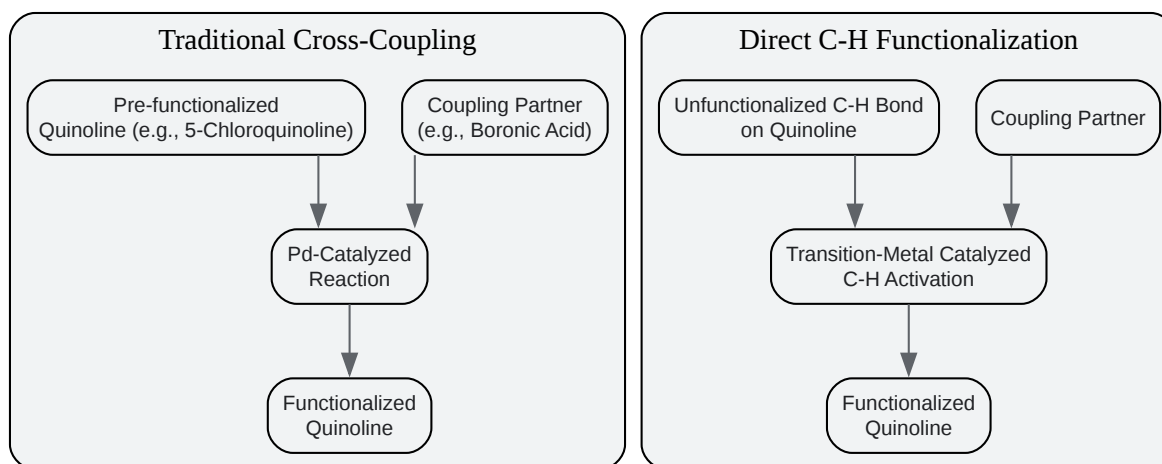 Traditional Cross-Coupling
Pre-functionalized
Quinoline (e.g., 5-Chloroquinoline)
Coupling Partner
(e.g., Boronic Acid)
Pd-Catalyzed
Reaction
Functionalized
Quinoline
Direct C-H Functionalization
Unfunctionalized C-H Bond
on Quinoline
Coupling Partner
Transition-Metal Catalyzed
C-H Activation
Functionalized
Quinoline